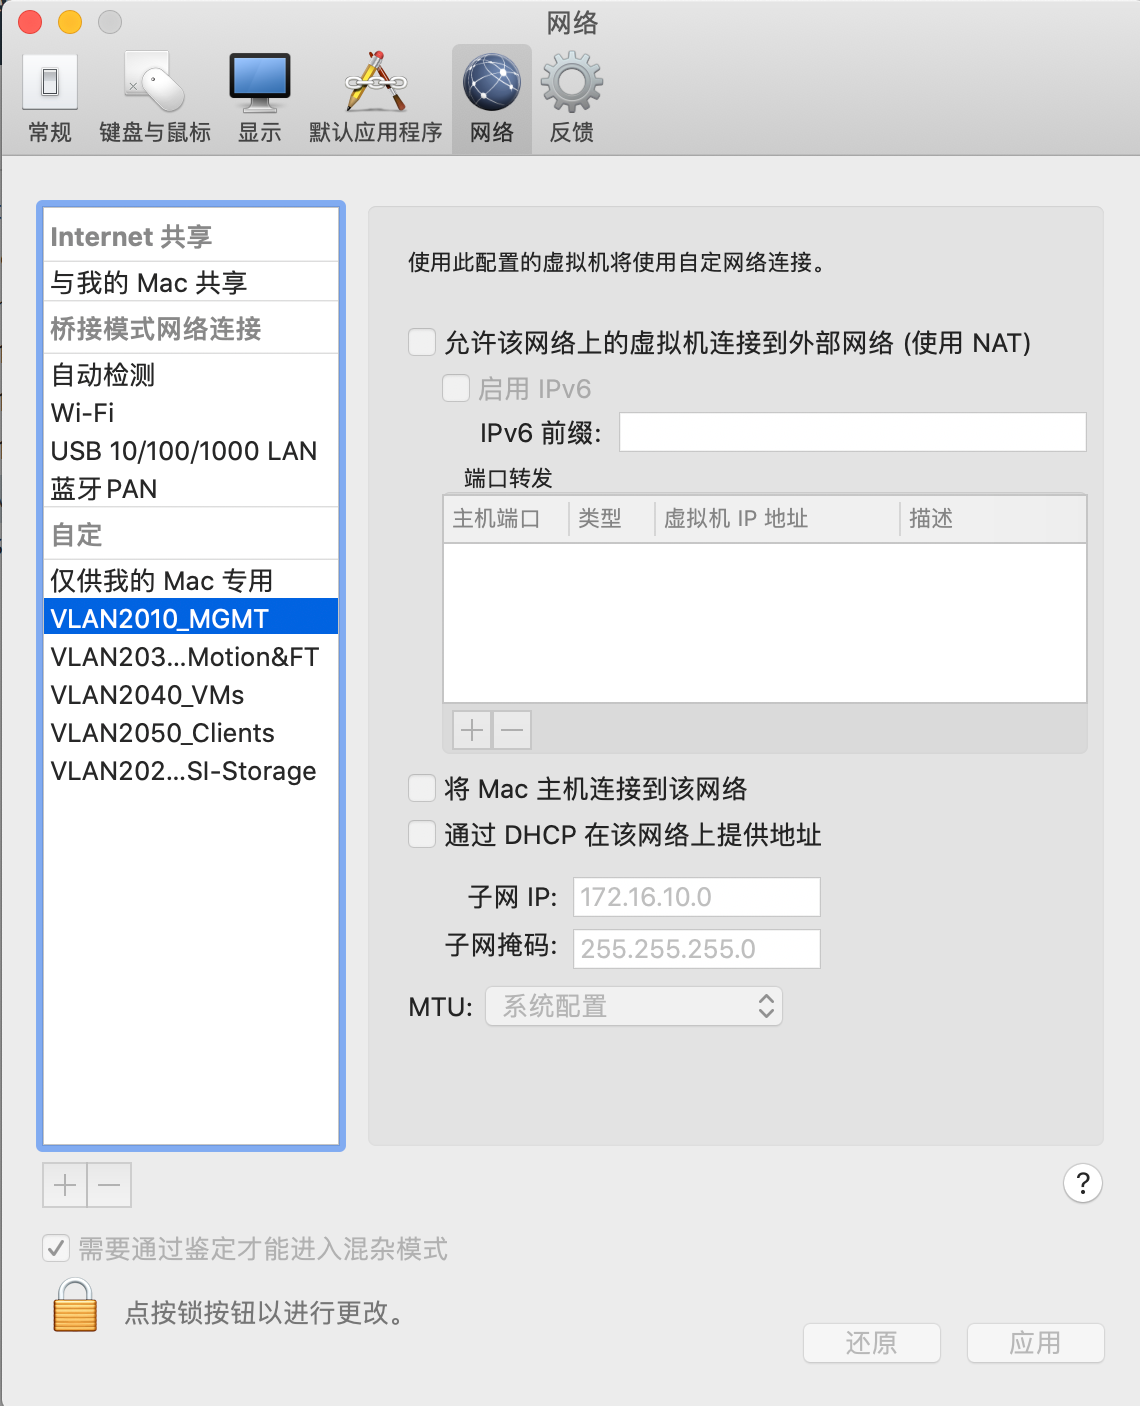 网络
常规
键盘与鼠标
显示
默认应用程序
网络
反馈
Internet 共享
与我的 Mac 共享
桥接模式网络连接
自动检测
Wi-Fi
USB 10/100/1000 LAN
蓝牙 PAN
自定
仅供我的 Mac 专用
VLAN2010_MGMT
VLAN203...Motion&FT
VLAN2040_VMs
VLAN2050_Clients
VLAN202...SI-Storage
使用此配置的虚拟机将使用自定网络连接。
允许该网络上的虚拟机连接到外部网络 (使用 NAT)
启用 IPv6
IPv6 前缀:
端口转发
主机端口 类型 虚拟机 IP 地址 描述
将 Mac 主机连接到该网络
通过 DHCP 在该网络上提供地址
子网 IP: 172.16.10.0
子网掩码: 255.255.255.0
MTU: 系统配置
?
需要通过鉴定才能进入混杂模式
点按锁按钮以进行更改。
还原
应用